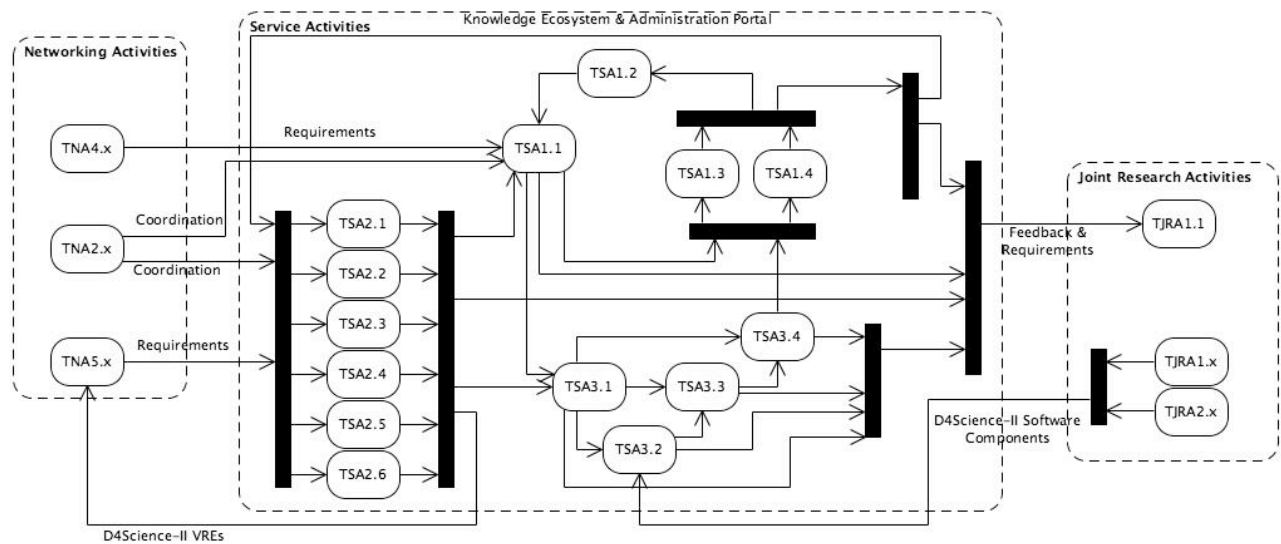 Knowledge Ecosystem & Administration Portal
Service Activities
Networking Activities
TSA1.2
TNA4.x
Requirements
TSA1.1
TSA1.3
TSA1.4
Joint Research Activities
TNA2.x
Coordination
Coordination
TSA2.1
TSA2.2
TSA2.3
TSA2.4
TSA2.5
TSA2.6
TJRA1.1
Feedback &
Requirements
TNA5.x
Requirements
TSA3.4
TSA3.1
TSA3.3
TSA3.2
TJRA1.x
TJRA2.x
D4Science-II Software
Components
D4Science-II VREs